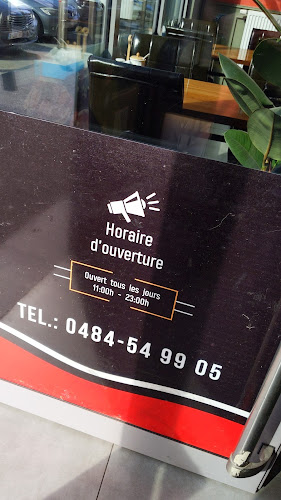 Horaire
d'ouverture
Ouvert tous les jours
11:00h - 23:00h
TEL.: 0484-54 99 05